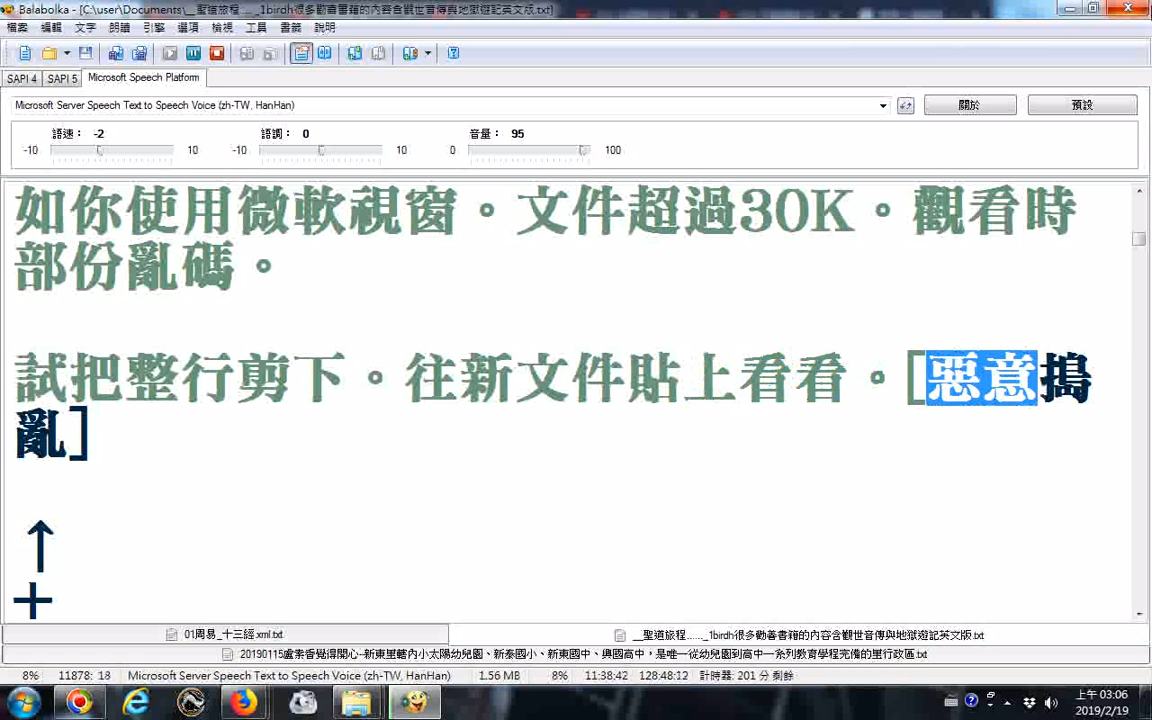 Balabolka - [C:\user\Documents\__聖道旅程......_1birdh很多勸善書籍的內容含觀世音傳與地獄遊記英文版.txt]
檔案 編輯 文字 朗讀 引擎 選項 檢視 工具 書籤 說明
SAPI 4 SAPI 5 Microsoft Speech Platform
Microsoft Server Speech Text to Speech Voice (zh-TW, HanHan) 關於 預設
語速： -2 語調： 0 音量： 95
-10 10 -10 10 0 100
如你使用微軟視窗。文件超過30K。觀看時
部份亂碼。
試把整行剪下。往新文件貼上看看。[惡意搗
亂]
↑
+
01周易_十三經.xml.txt __聖道旅程......_1birdh很多勸善書籍的內容含觀世音傳與地獄遊記英文版.txt
20190115盧素香覺得開心--新東里轄內小太陽幼兒園、新泰國小、新東國中、興國高中，是唯一從幼兒園到高中一系列教育學程完備的里行政區.txt
8% 11878: 13 Microsoft Server Speech Text to Speech Voice (zh-TW, HanHan) 1.56 MB 8% 11:38:42 128:48:12 計時器: 201 分 剩餘
上午 03:06
2019/2/19